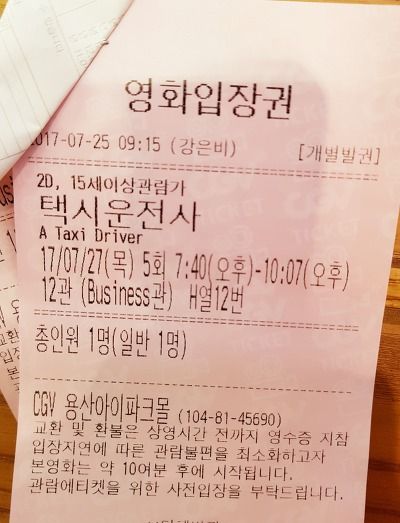 영화입장권
2017-07-25 09:15 (강은비) [개별발권]
2D, 15세이상관람가
택시운전사
A Taxi Driver
17/07/27(목) 5회 7:40(오후)-10:07(오후)
12관 (Business관) H열12번
총인원 1명(일반 1명)
CGV 용산아이파크몰 (104-81-45690)
교환 및 환불은 상영시간 전까지 영수증 지참
입장지연에 따른 관람불편을 최소화하고자
본영화는 약 10여분 후에 시작됩니다.
관람에티켓을 위한 사전입장을 부탁드립니다.